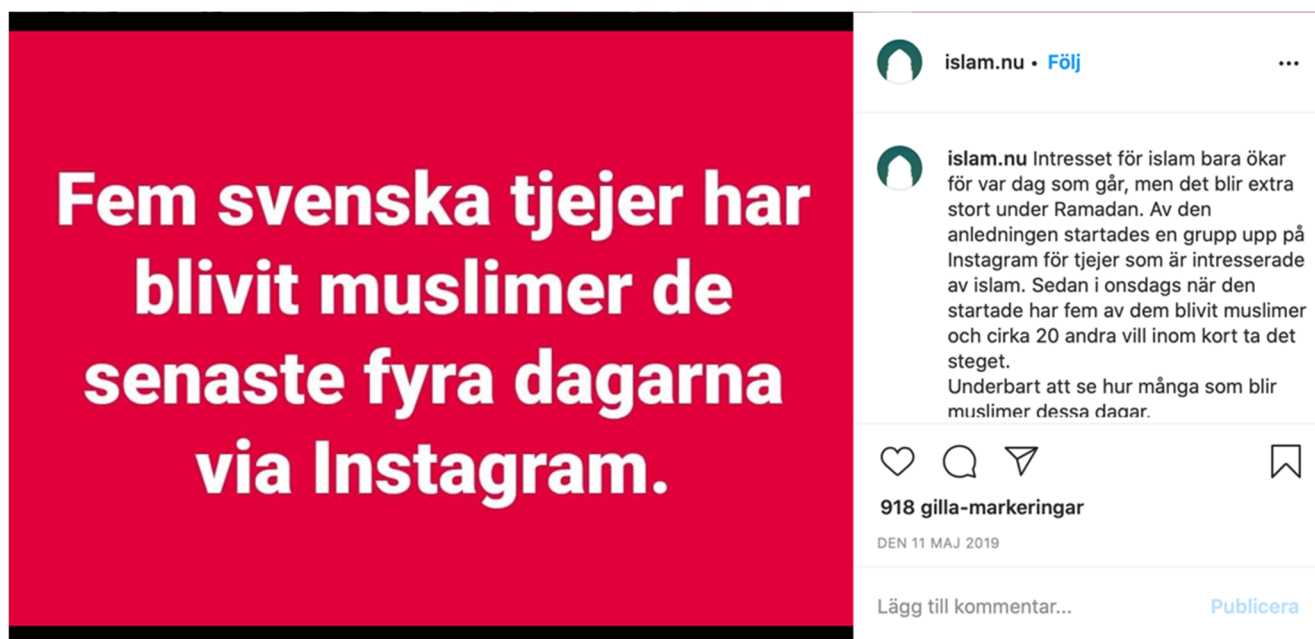 Fem svenska tjejer har
blivit muslimer de
senaste fyra dagarna
via Instagram.
islam.nu • Följ
islam.nu Intresset för islam bara ökar
för var dag som går, men det blir extra
stort under Ramadan. Av den
anledningen startades en grupp upp på
Instagram för tjejer som är intresserade
av islam. Sedan i onsdags när den
startade har fem av dem blivit muslimer
och cirka 20 andra vill inom kort ta det
steget.
Underbart att se hur många som blir
muslimer dessa dagar.
918 gilla-markeringar
DEN 11 MAJ 2019
Lägg till kommentar... Publicera